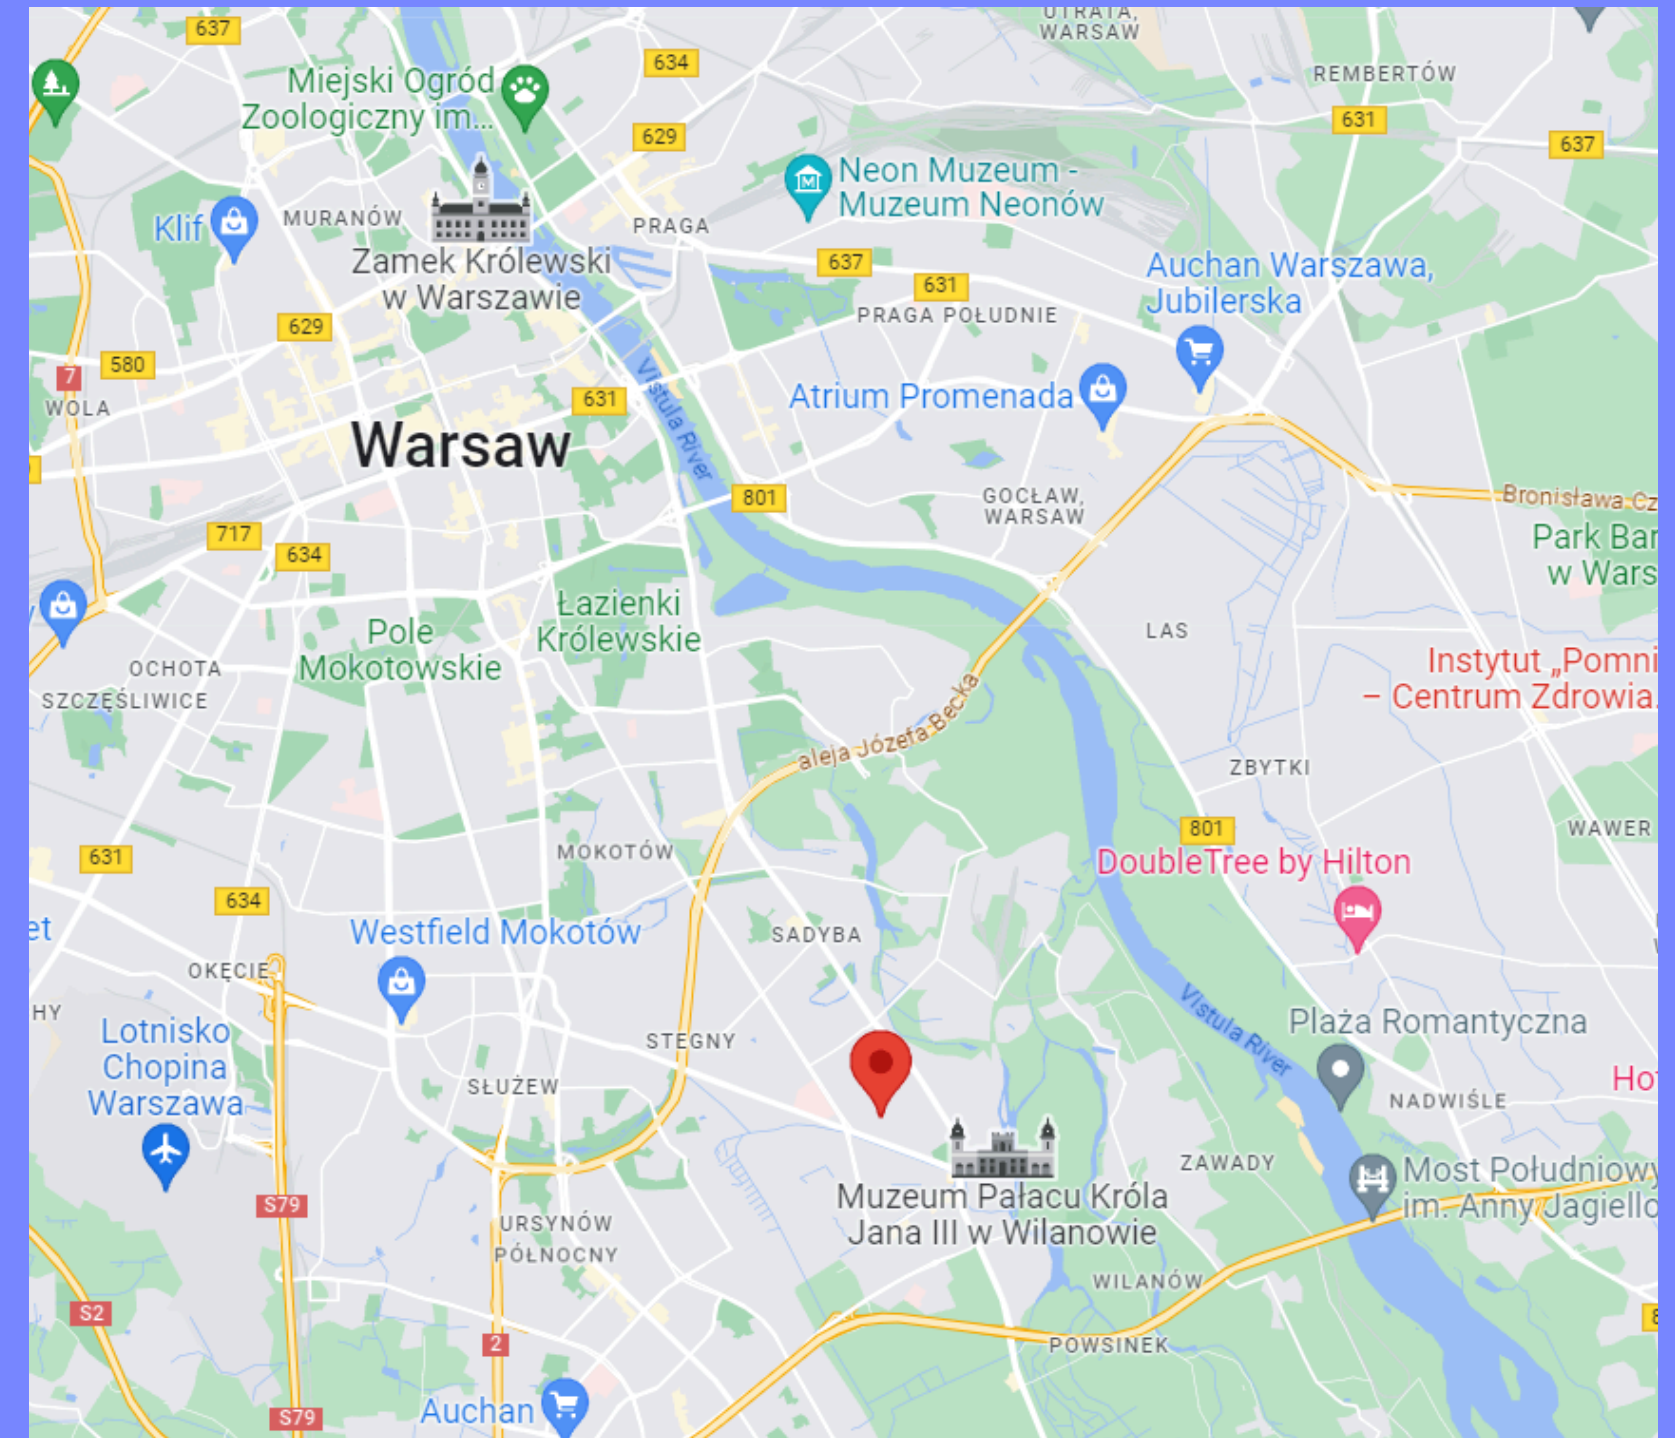 637
UTRATA,
WARSAW
634
REMBERTÓW
Miejski Ogród
Zoologiczny im...
631
629
637
Neon Muzeum -
Muzeum Neonów
Klif
MURANÓW
PRAGA
Zamek Królewski
w Warszawie
637
631
Auchan Warszawa,
Jubilerska
PRAGA POŁUDNIE
629
580
7
WOLA
631
Vistula River
Atrium Promenada
Warsaw
801
GOCŁAW,
WARSAW
Bronisława Cz
717
634
Park Bar
w Wars
Łazienki
Królewskie
Pole
Mokotowskie
LAS
OCHOTA
SZCZĘŚLIWICE
Instytut „Pomni
– Centrum Zdrowia.
aleja Józefa Becka
ZBYTKI
801
WAWER
631
MOKOTÓW
DoubleTree by Hilton
634
et
Westfield Mokotów
SADYBA
OKĘCIE
HY
Lotnisko
Chopina
Warszawa
STEGNY
Vistula River
Plaża Romantyczna
SŁUŻEW
Ho
NADWIŚLE
ZAWADY
Most Południowy
im. Anny Jagiello
Muzeum Pałacu Króla
Jana III w Wilanowie
S79
URSYNÓW
PÓŁNOCNY
WILANÓW
S2
2
POWSINEK
8
S79
Auchan